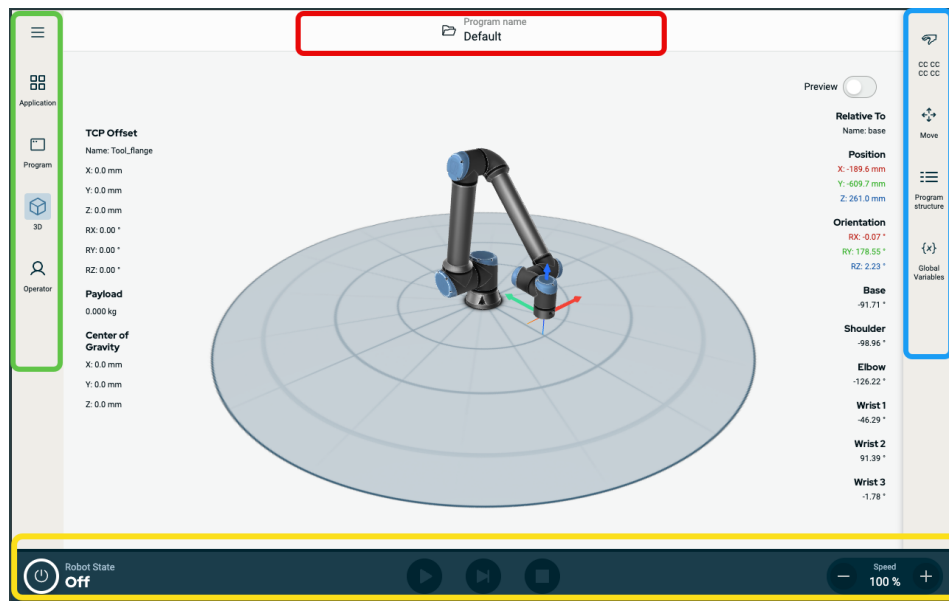 Program name
Default
Application
Program
3D
Operator
TCP Offset
Name: Tool_flange
X: 0.0 mm
Y: 0.0 mm
Z: 0.0 mm
RX: 0.00 °
RY: 0.00 °
RZ: 0.00 °
Payload
0.000 kg
Center of
Gravity
X: 0.0 mm
Y: 0.0 mm
Z: 0.0 mm
Preview
Relative To
Name: base
Position
X: -189.6 mm
Y: -609.7 mm
Z: 261.0 mm
Orientation
RX: -0.07 °
RY: 178.55 °
RZ: 2.23 °
Base
-91.71 °
Shoulder
-98.96 °
Elbow
-126.22 °
Wrist 1
-46.29 °
Wrist 2
91.39 °
Wrist 3
-1.78 °
CC CC
CC CC
Move
Program
structure
{x}
Global
Variables
Robot State
Off
Speed
− 100 % +